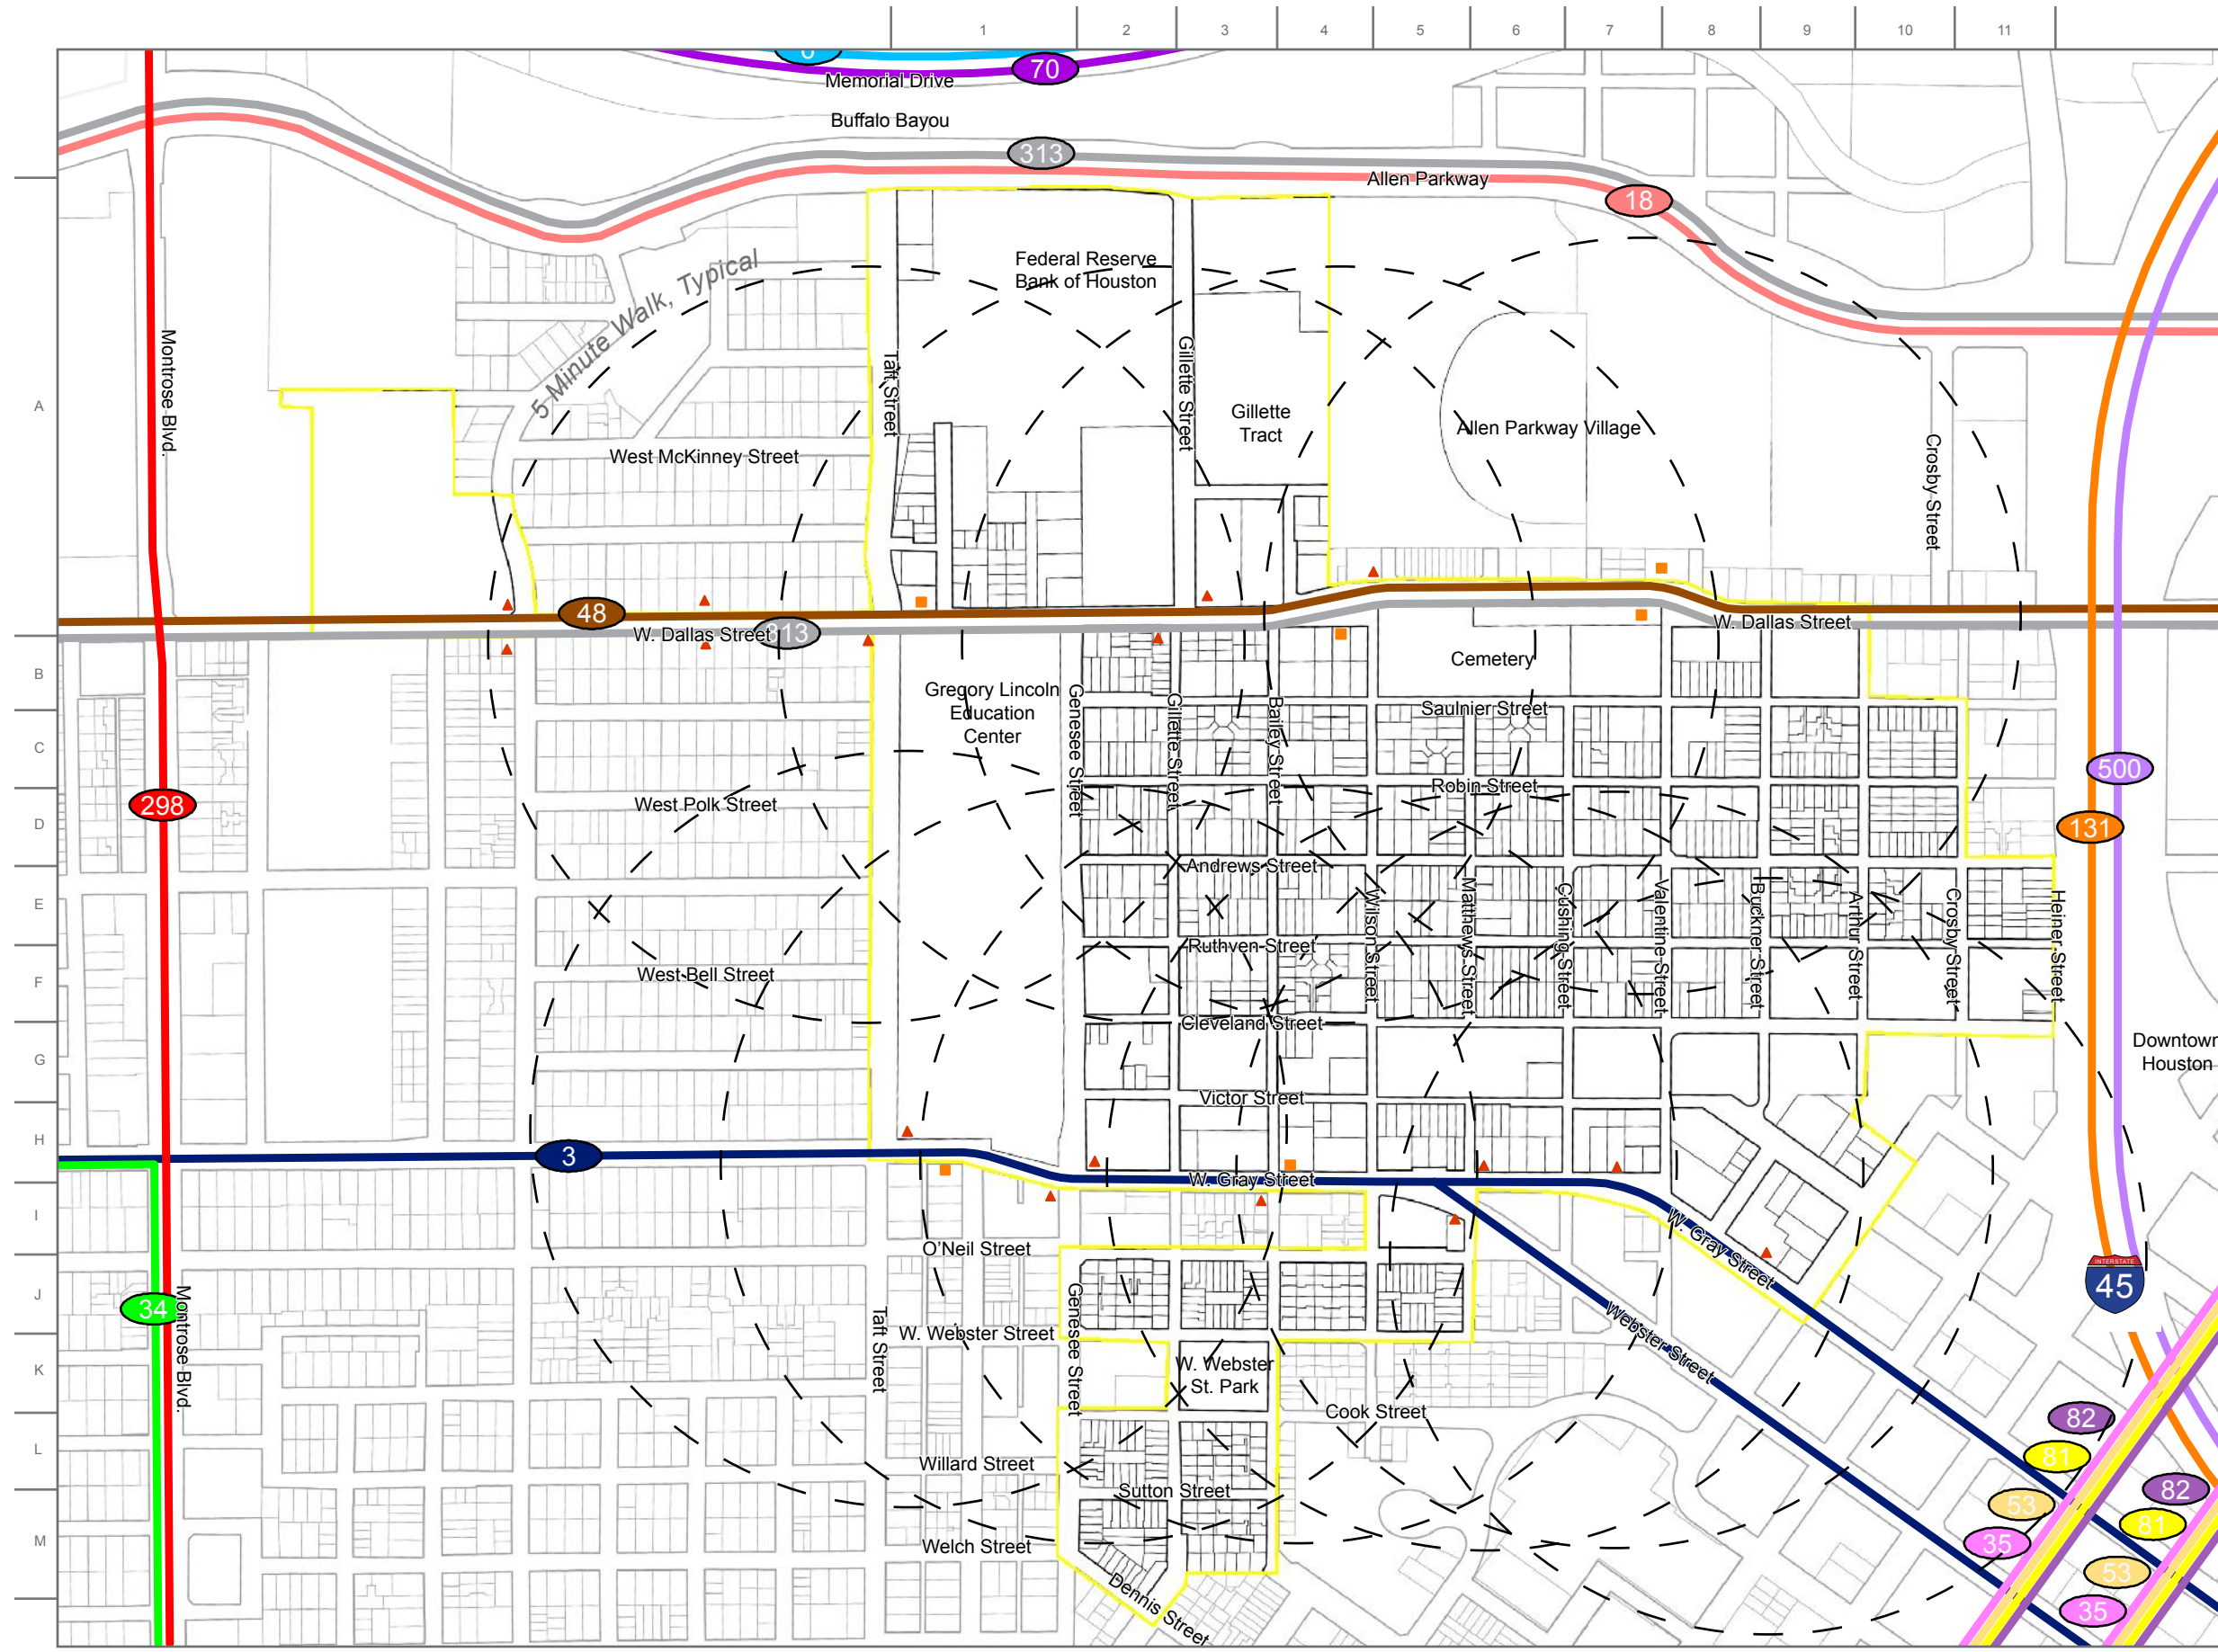 1 2 3 4 5 6 7 8 9 10 11
6
70
Memorial Drive
Buffalo Bayou
313
Allen Parkway
18
5-Minute Walk, Typical
Federal Reserve
Bank of Houston
Montrose Blvd.
Taft Street
Gillette Street
A
Gillette
Tract
Allen Parkway Village
West McKinney Street
Crosby Street
48
W. Dallas Street
313
W. Dallas Street
B
Cemetery
Gregory Lincoln
Education
Center
Genesee Street
Gillette Street
Bailey Street
Saulnier Street
C
500
Robin Street
298
West Polk Street
D
131
Andrews Street
E
Wilson Street
Matthews Street
Cushing Street
Valentine Street
Buckner Street
Arthur Street
Crosby Street
Heiner Street
Ruthven Street
West Bell Street
F
Cleveland Street
G
Downtown
Houston
Victor Street
H
3
W. Gray Street
I
W. Gray Street
O'Neil Street
INTERSTATE
45
J
34
Montrose Blvd.
Taft Street
Genesee Street
W. Webster Street
Webster Street
K
W. Webster
St. Park
Cook Street
82
L
81
Willard Street
Sutton Street
82
53
81
M
35
Welch Street
53
Dennis Street
35